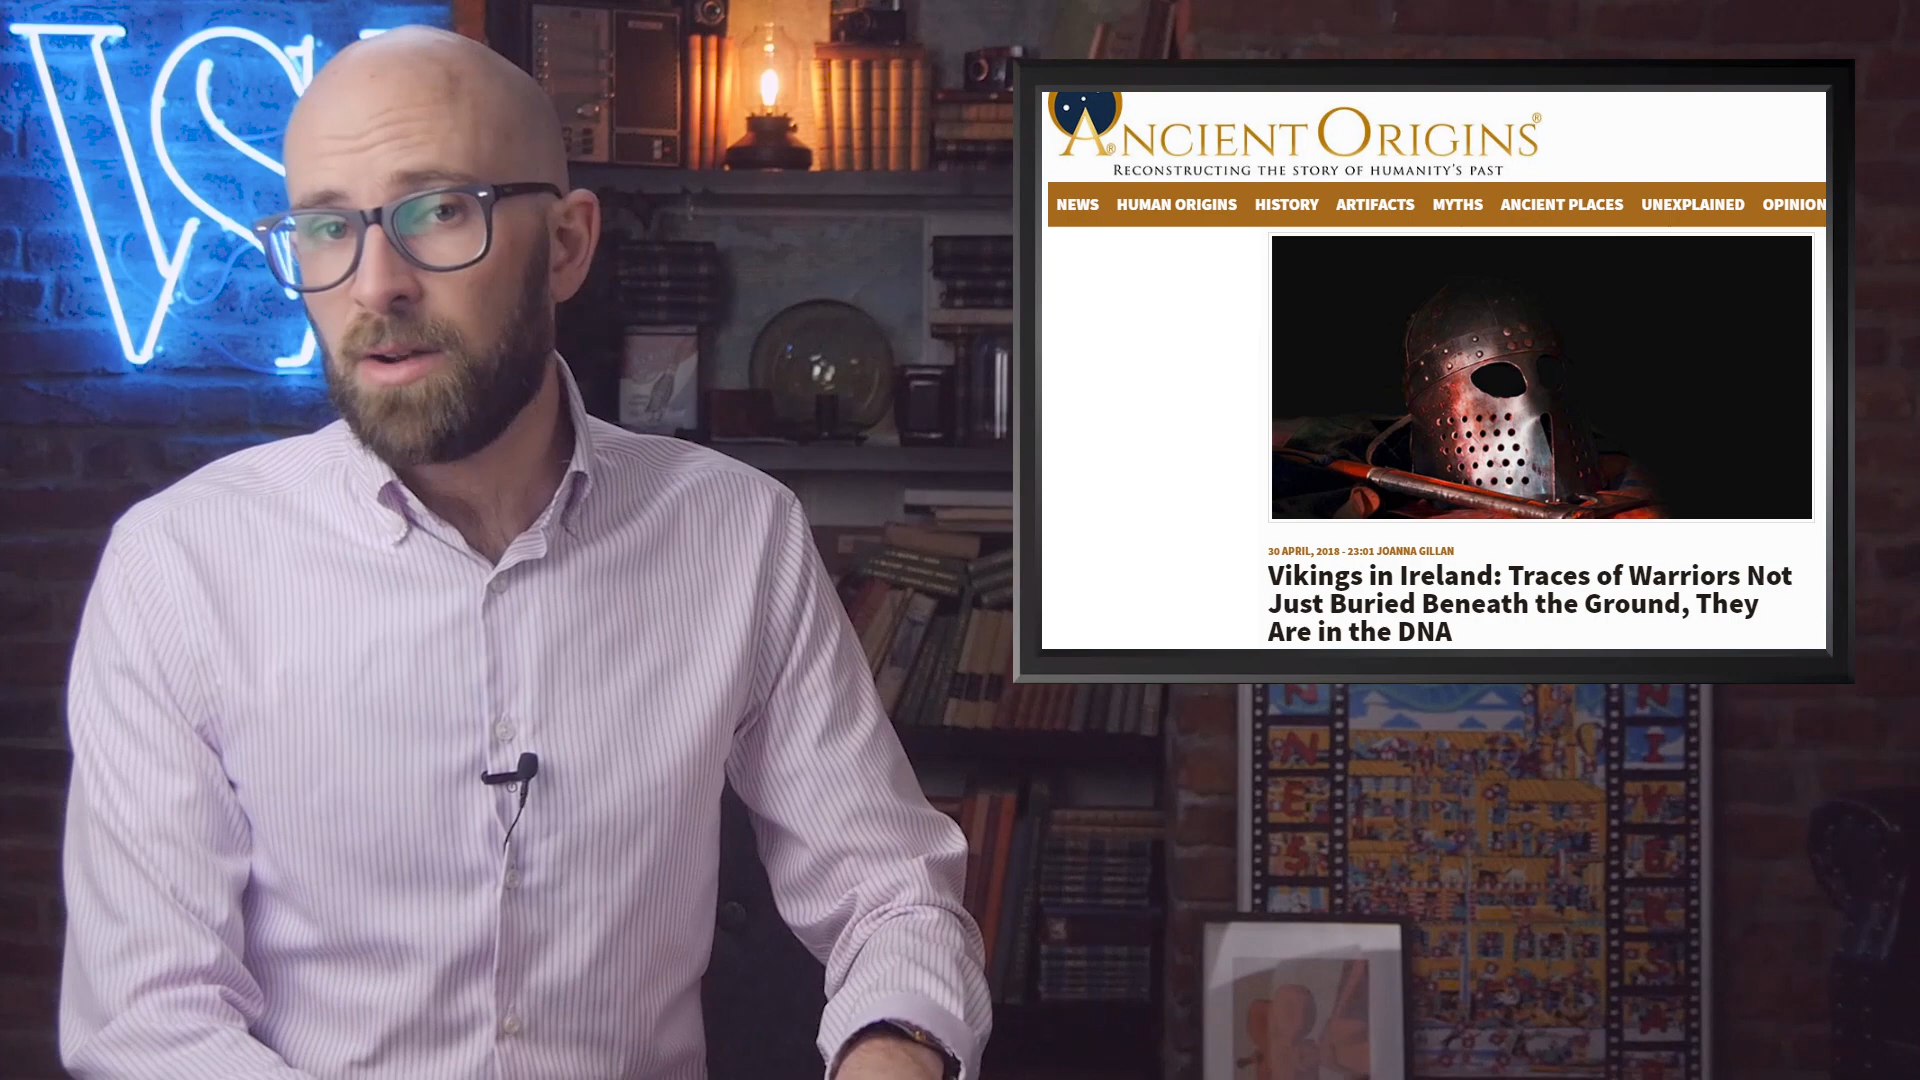 VS
ANCIENT ORIGINS®
RECONSTRUCTING THE STORY OF HUMANITY'S PAST
NEWS HUMAN ORIGINS HISTORY ARTIFACTS MYTHS ANCIENT PLACES UNEXPLAINED OPINION
30 APRIL, 2018 - 23:01 JOANNA GILLAN
Vikings in Ireland: Traces of Warriors Not
Just Buried Beneath the Ground, They
Are in the DNA